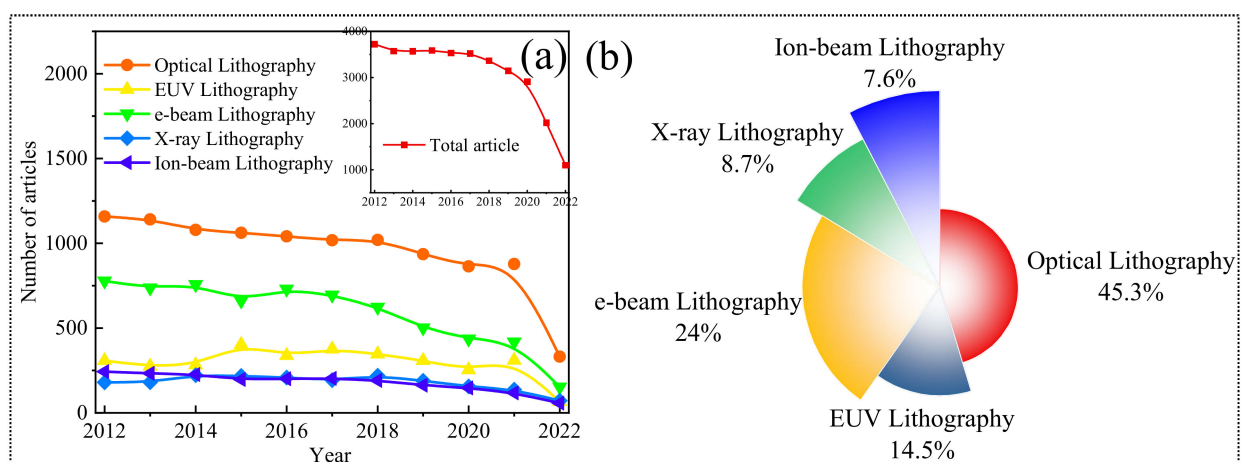 (a)
2000
1500
1000
500
0
Number of articles
2012
2014
2016
2018
2020
2022
Year
Optical Lithography
EUV Lithography
e-beam Lithography
X-ray Lithography
Ion-beam Lithography
4000
3000
2000
1000
2012
2014
2016
2018
2020
2022
Total article
(b)
Ion-beam Lithography
7.6%
X-ray Lithography
8.7%
e-beam Lithography
24%
Optical Lithography
45.3%
EUV Lithography
14.5%